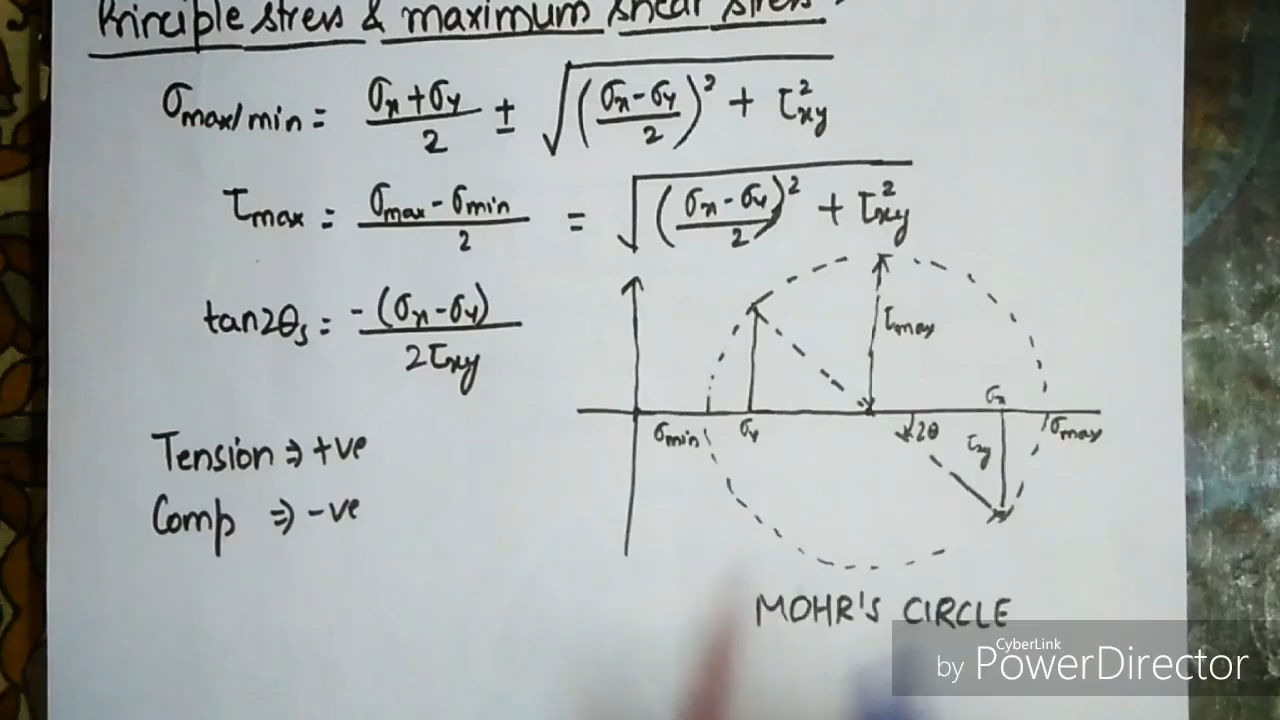 Principle stress & maximum shear stress
σmax/min = (σx + σy)/2 ± √(((σx - σy)/2)² + τ²xy)
τmax = (σmax - σmin)/2 = √(((σx - σy)/2)² + τ²xy)
tan2θs = -(σx - σy)/2τxy
Tension ⇒ +ve
Comp ⇒ -ve
τmax
σx
σmin
σy
2θ
τxy
σmax
MOHR'S CIRCLE
CyberLink
by PowerDirector